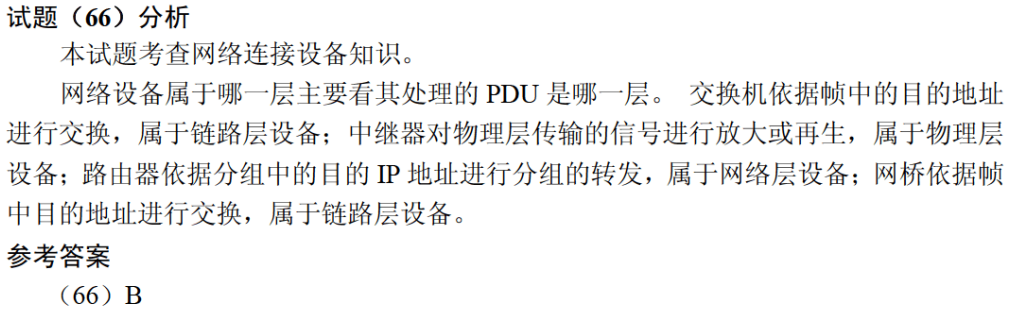 试题（66）分析
本试题考查网络连接设备知识。
网络设备属于哪一层主要看其处理的 PDU 是哪一层。 交换机依据帧中的目的地址
进行交换，属于链路层设备；中继器对物理层传输的信号进行放大或再生，属于物理层
设备；路由器依据分组中的目的 IP 地址进行分组的转发，属于网络层设备；网桥依据帧
中目的地址进行交换，属于链路层设备。
参考答案
（66）B